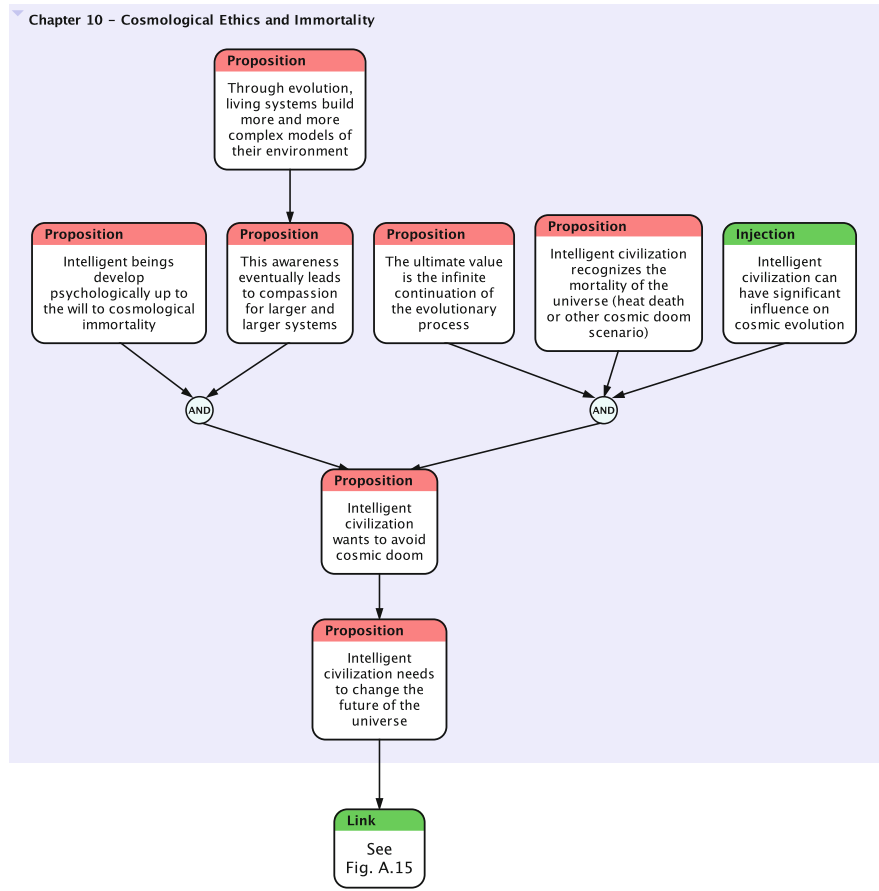 Chapter 10 - Cosmological Ethics and Immortality
Proposition
Through evolution,
living systems build
more and more
complex models of
their environment
Proposition
Intelligent beings
develop
psychologically up to
the will to cosmological
immortality
Proposition
This awareness
eventually leads
to compassion
for larger and
larger systems
Proposition
The ultimate value
is the infinite
continuation of
the evolutionary
process
Proposition
Intelligent civilization
recognizes the
mortality of the
universe (heat death
or other cosmic doom
scenario)
Injection
Intelligent
civilization can
have significant
influence on
cosmic evolution
AND
AND
Proposition
Intelligent
civilization
wants to avoid
cosmic doom
Proposition
Intelligent
civilization needs
to change the
future of the
universe
Link
See
Fig. A.15